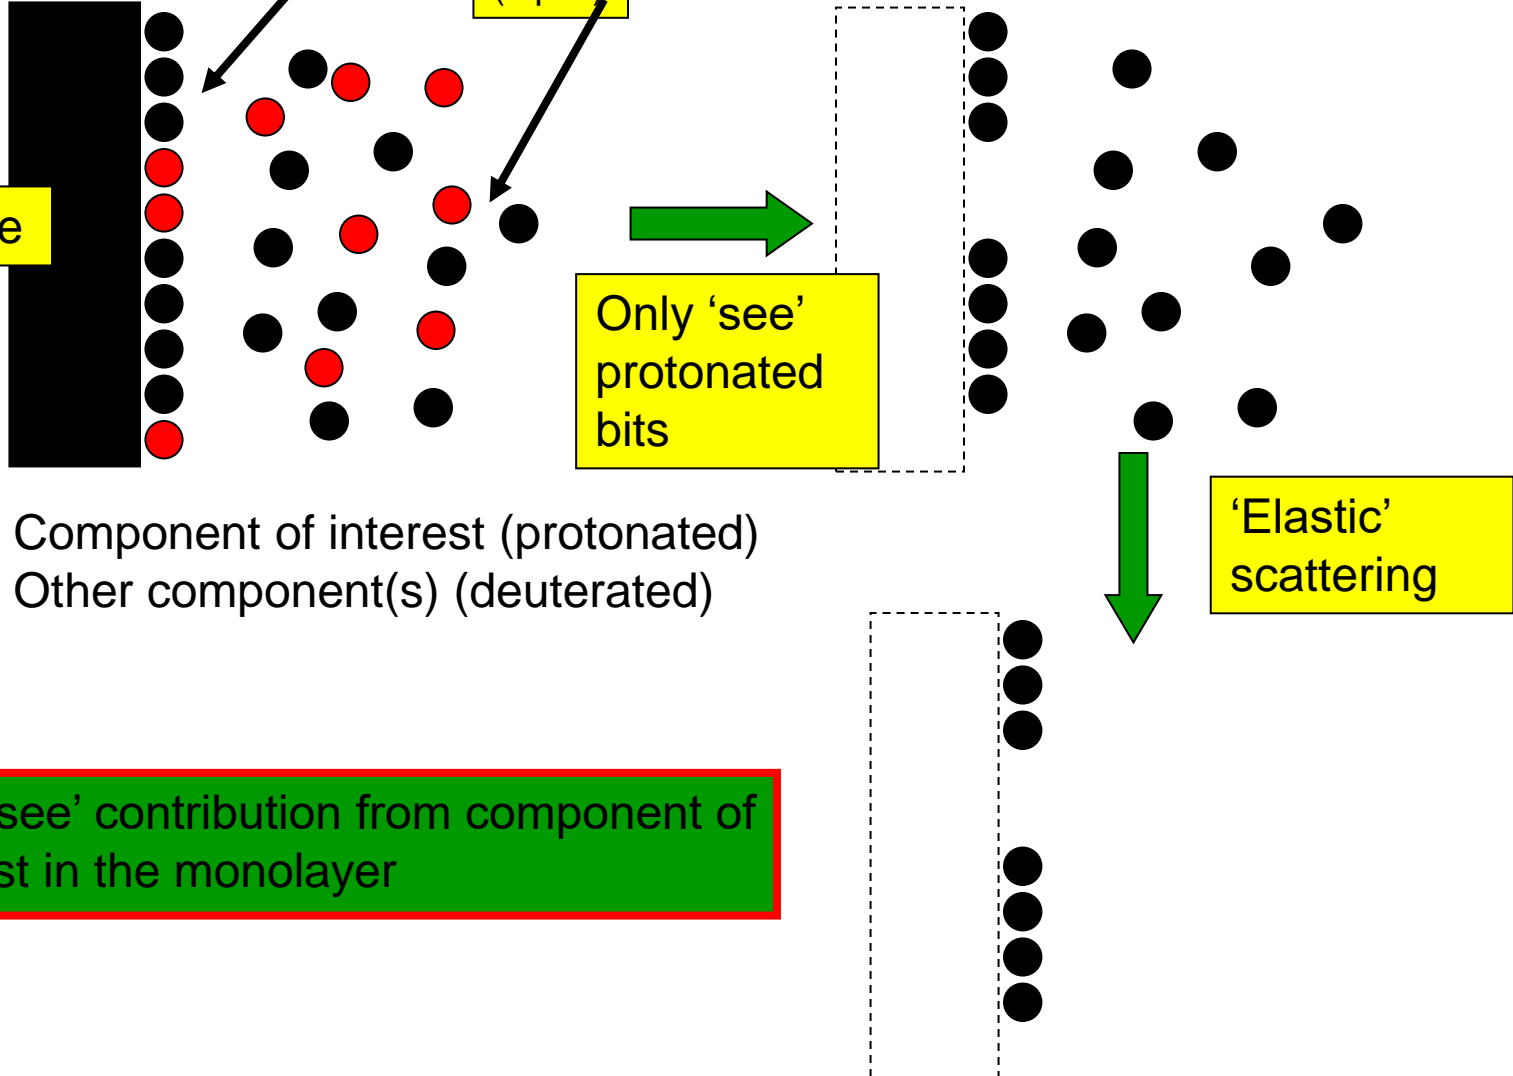 e
Only ‘see’
protonated
bits
Component of interest (protonated)
Other component(s) (deuterated)
‘Elastic’
scattering
see’ contribution from component of
st in the monolayer